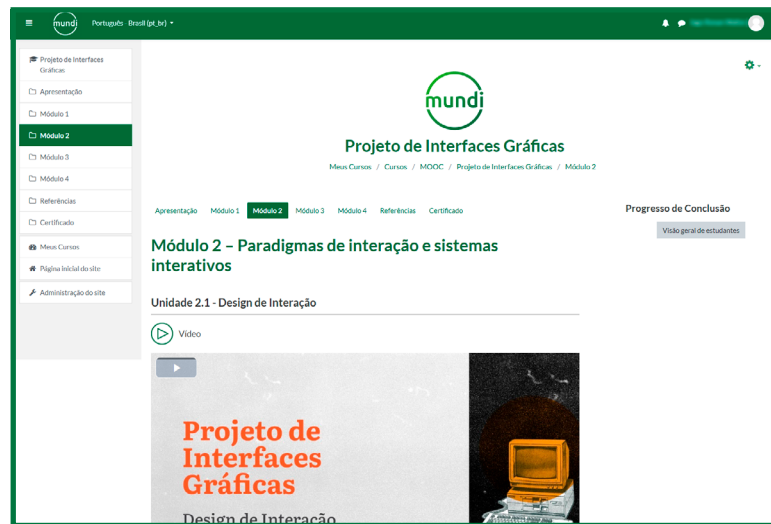 mundi
Português - Brasil (pt_br)
Projeto de Interfaces
Gráficas
Apresentação
Módulo 1
Módulo 2
Módulo 3
Módulo 4
Referências
Certificado
Meus Cursos
Página inicial do site
Administração do site
mundi
Projeto de Interfaces Gráficas
Meus Cursos / Cursos / MOOC / Projeto de Interfaces Gráficas / Módulo 2
Apresentação Módulo 1 Módulo 2 Módulo 3 Módulo 4 Referências Certificado
Módulo 2 – Paradigmas de interação e sistemas
interativos
Unidade 2.1 - Design de Interação
Vídeo
Projeto de
Interfaces
Gráficas
Design de Interação
Progresso de Conclusão
Visão geral de estudantes